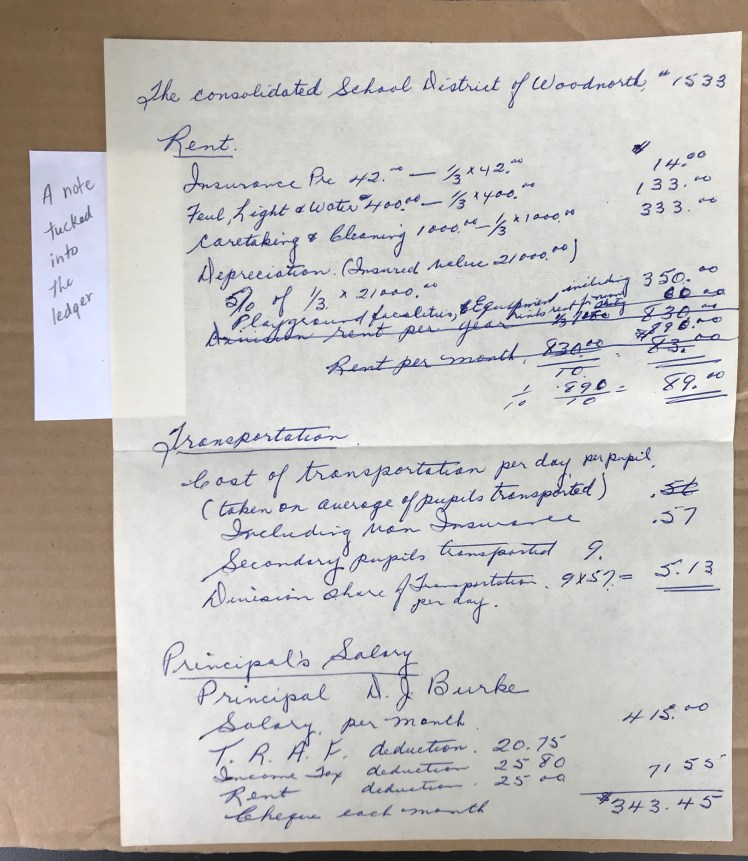 The consolidated School District of Woodnorth, #1533
Rent.
Insurance Pre 42.00 — 1/3 x 42.00 $ 14.00
Feul, Light & Water $400.00 — 1/3 x 400.00 133.00
Caretaking & Cleaning 1000.00 — 1/3 x 1000.00 333.00
Depreciation. (Insured Value 21000.00)
5% of 1/3 x 21000.00 350.00
Playground facelites, & Equipment including 60.00
Division rent per year 830.00
$890.00
Rent per month. 830.00 83.00
10
1/10 890 = 89.00
10
Transportation
Cost of transportation per day per pupil.
(taken on average of pupils transported) .56
Including Van Insurance .57
Secondary pupils transported 9.
Division share of Transportation. 9x57 = 5.13
per day.
Principal's Salary
Principal D. J. Burke
Salary per month 415.00
T. R. A. F. deduction. 20.75
Income Tax deduction 25 80 71 55
Rent deduction. 25 00
Cheque each month $343.45
A note
tucked
into
the
ledger